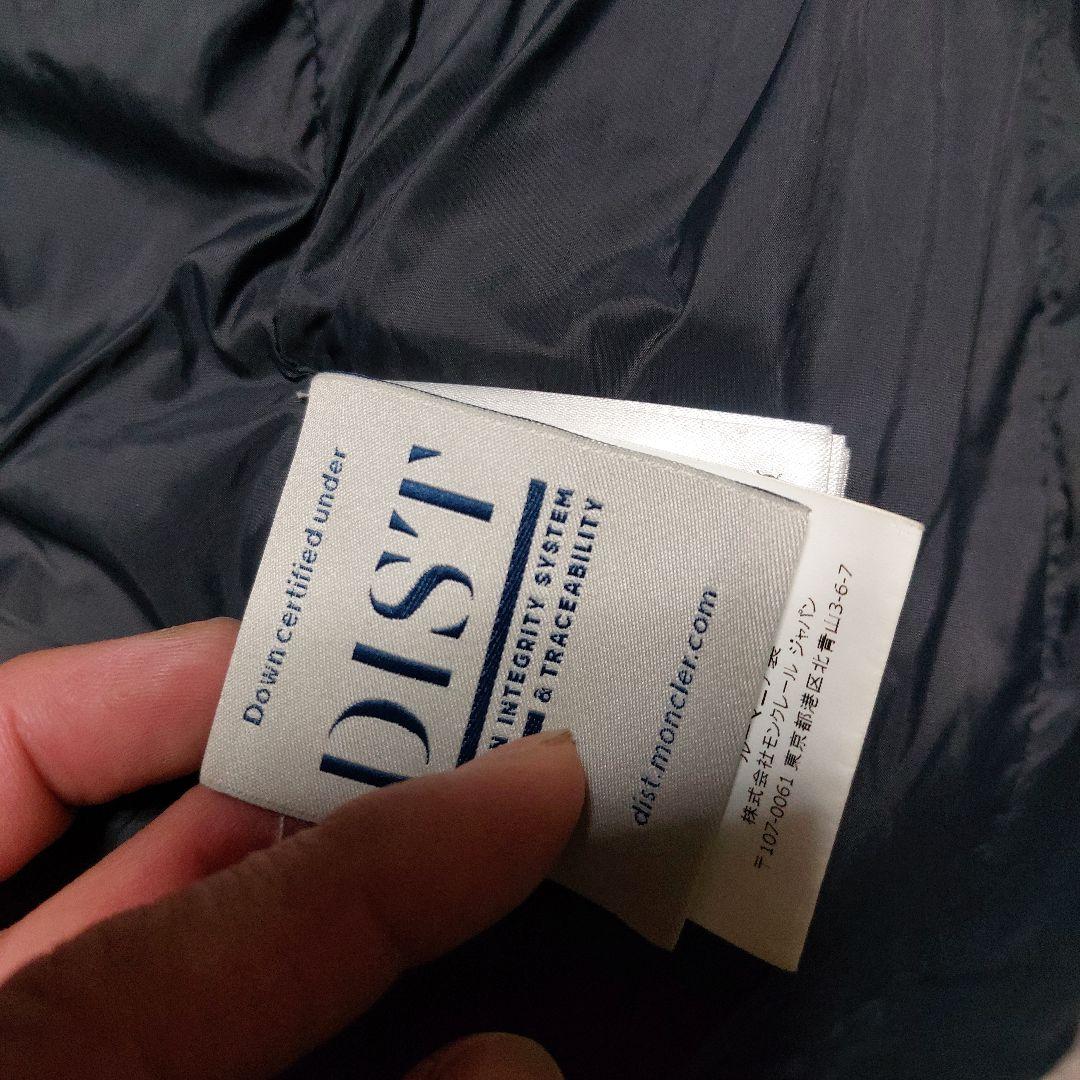 Down certified under
DIST
INTEGRITY SYSTEM
& TRACEABILITY
dist.moncler.com
株式会社モンクレール ジャパン
〒107-0061 東京都港区北青山3-6-7